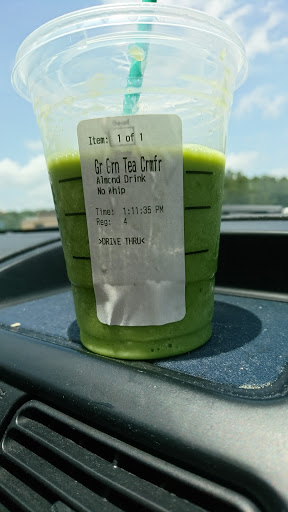 Item: 1 of 1
Gr Grn Tea Crmfr
Almond Drink
No Whip
Time: 1:11:35 PM
Reg: 4
>DRIVE THRU<